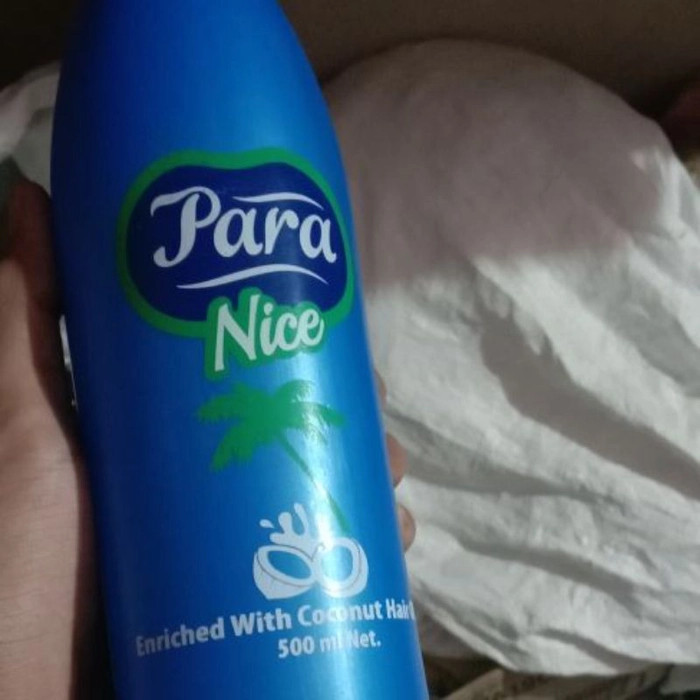 Para
Nice
Enriched With Coconut Hair
500 ml Net.